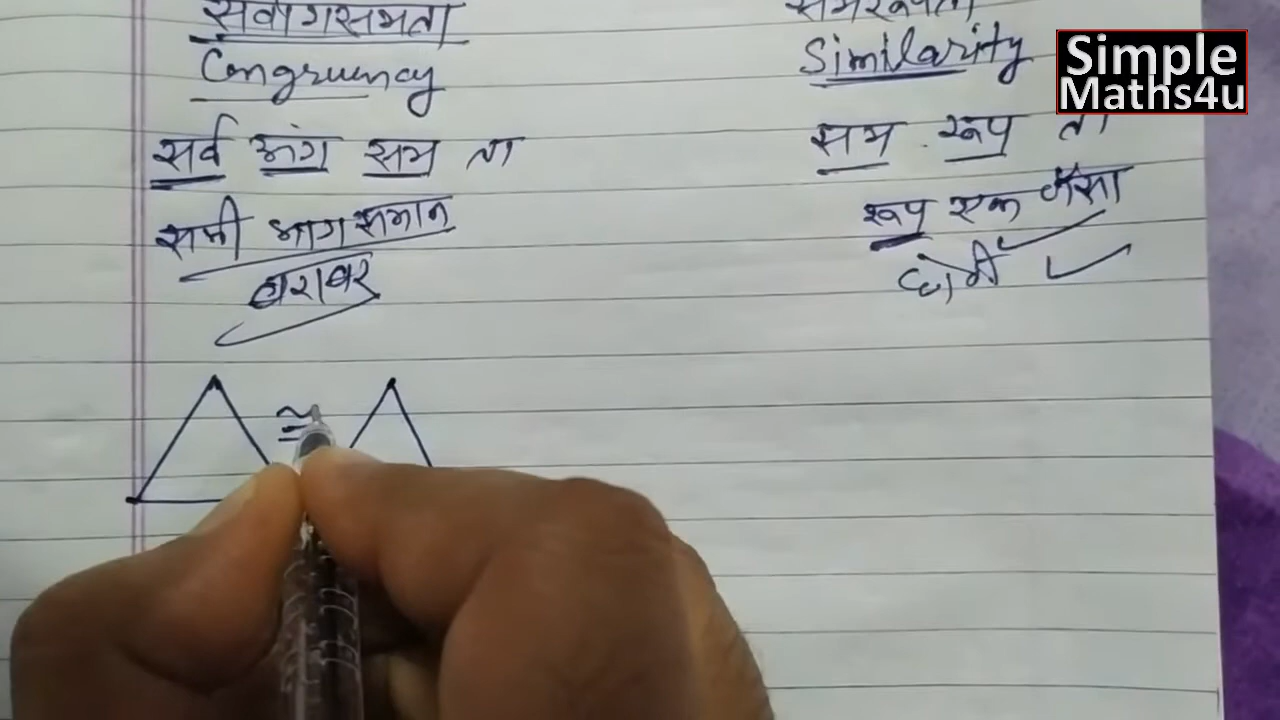 सर्वांगसमता
Congruency
सर्व अंग सम ता
सभी भाग समान
बराबर
≅
समरूपता
Similarity
सम रूप ता
रूप एक जैसा
Simple
Maths4u